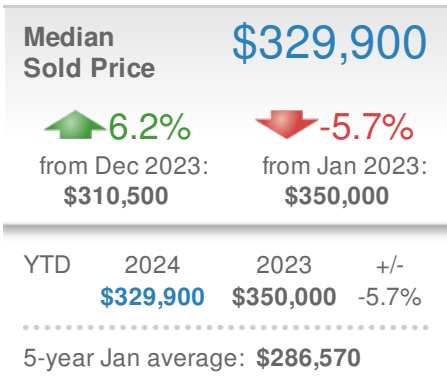 Median
Sold Price
$329,900
6.2%
-5.7%
from Dec 2023:
from Jan 2023:
$310,500
$350,000
YTD 2024 2023 +/-
$329,900 $350,000 -5.7%
5-year Jan average: $286,570